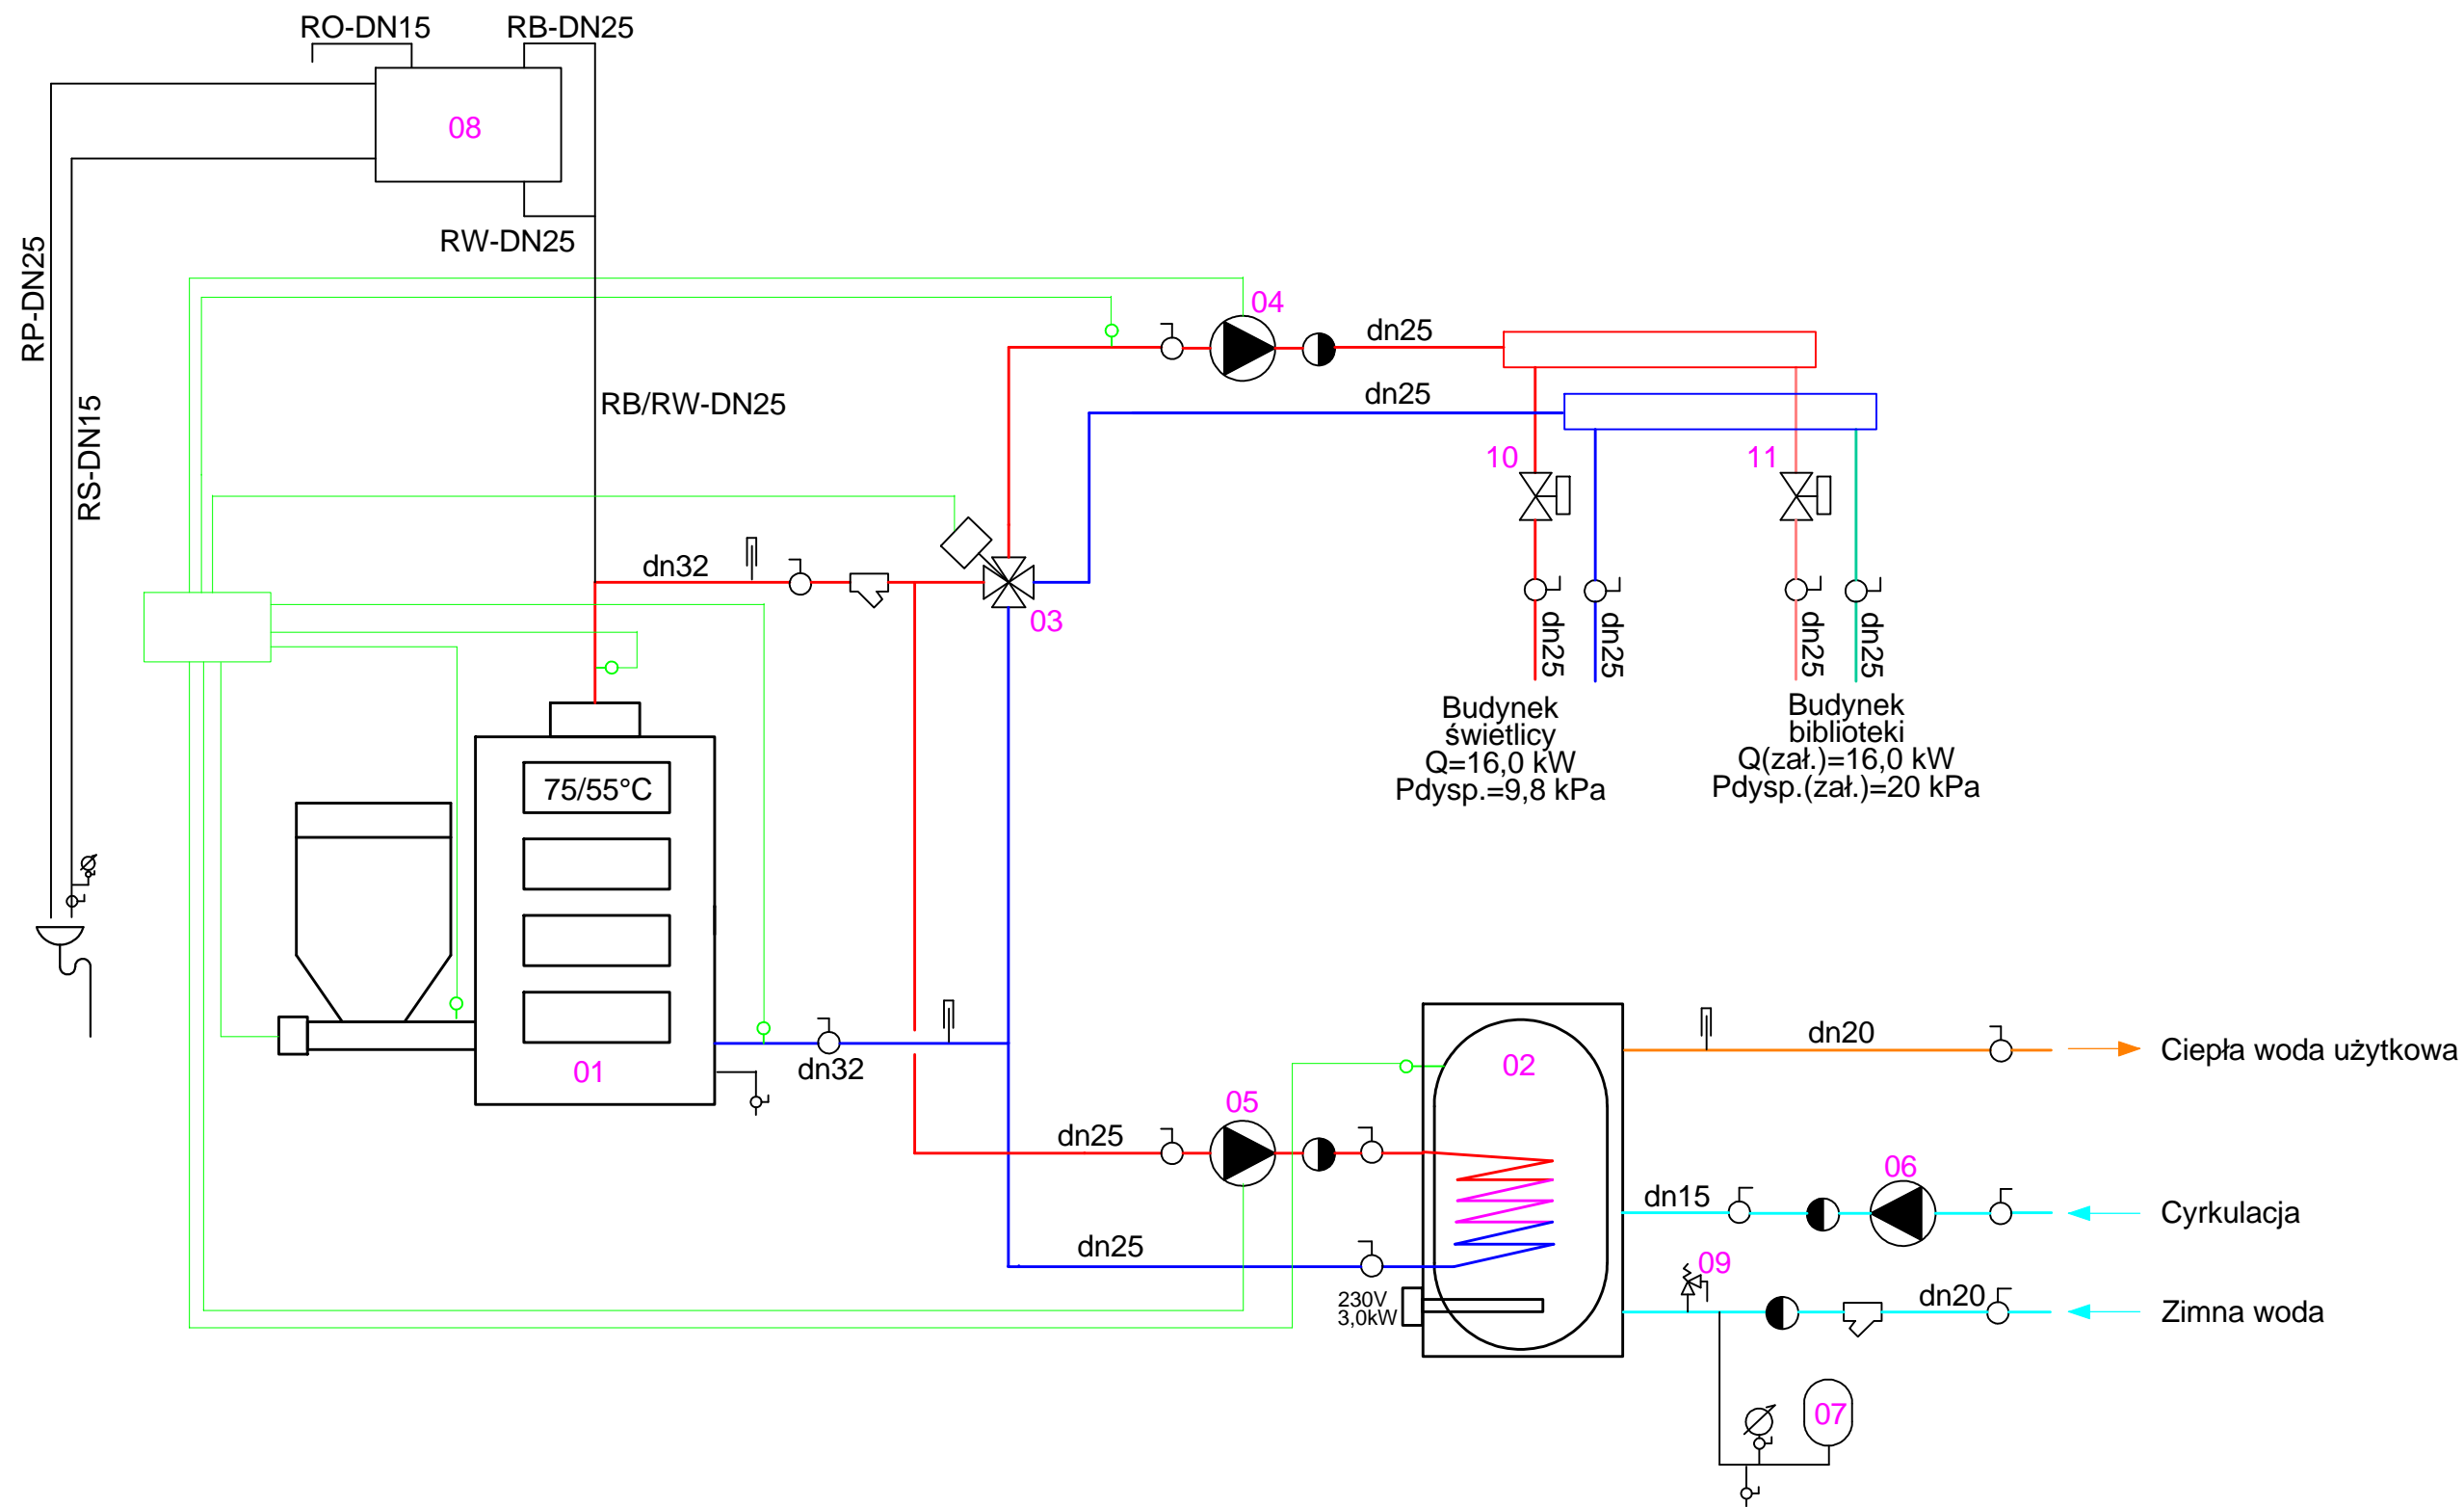 RO-DN15
RB-DN25
08
RW-DN25
RP-DN25
RS-DN15
RB/RW-DN25
04
dn25
dn25
10
11
dn32
03
dn25
dn25
dn25
dn25
Budynek
świetlicy
Q=16,0 kW
Pdysp.=9,8 kPa
Budynek
biblioteki
Q(zał.)=16,0 kW
Pdysp.(zał.)=20 kPa
75/55°C
01
dn32
02
dn20
Ciepła woda użytkowa
05
dn25
06
dn15
Cyrkulacja
dn25
09
230V
3,0kW
dn20
Zimna woda
07